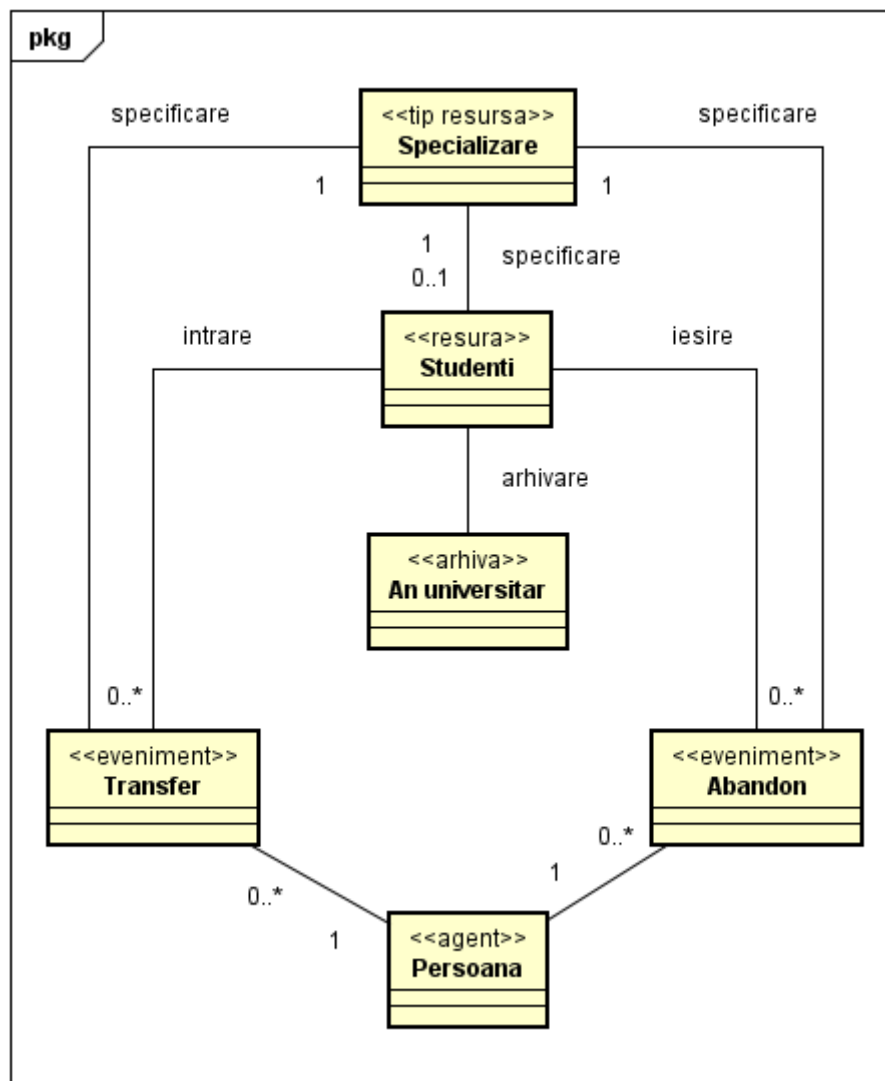 pkg
specificare
<<tip resursa>>
Specializare
specificare
1
1
1
0..1
specificare
intrare
<<resura>>
Studenti
iesire
arhivare
<<arhiva>>
An universitar
0..*
0..*
<<eveniment>>
Transfer
<<eveniment>>
Abandon
0..*
1
0..*
1
<<agent>>
Persoana